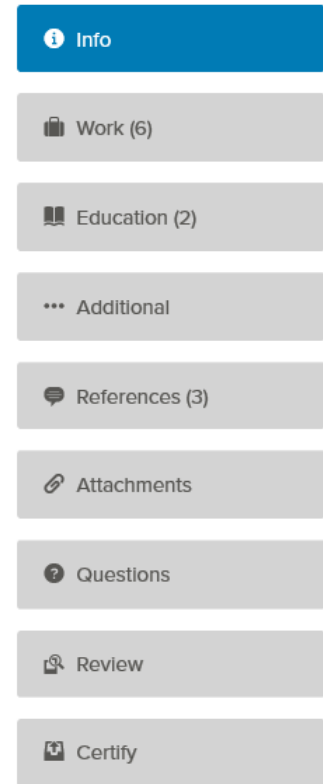 Info
Work (6)
Education (2)
Additional
References (3)
Attachments
Questions
Review
Certify